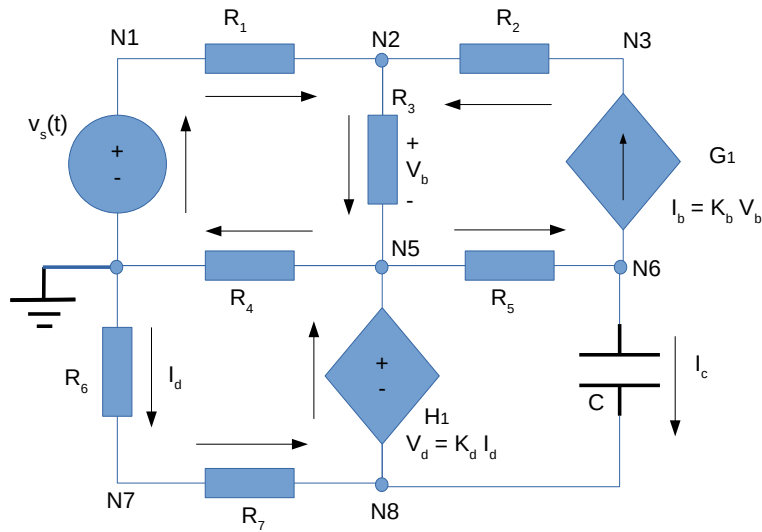 N1
R1
N2
R2
N3
vs(t)
+
-
R3
+
Vb
-
G1
Ib = Kb Vb
N5
N6
R4
R5
R6
Id
+
-
H1
Vd = Kd Id
C
Ic
N7
R7
N8